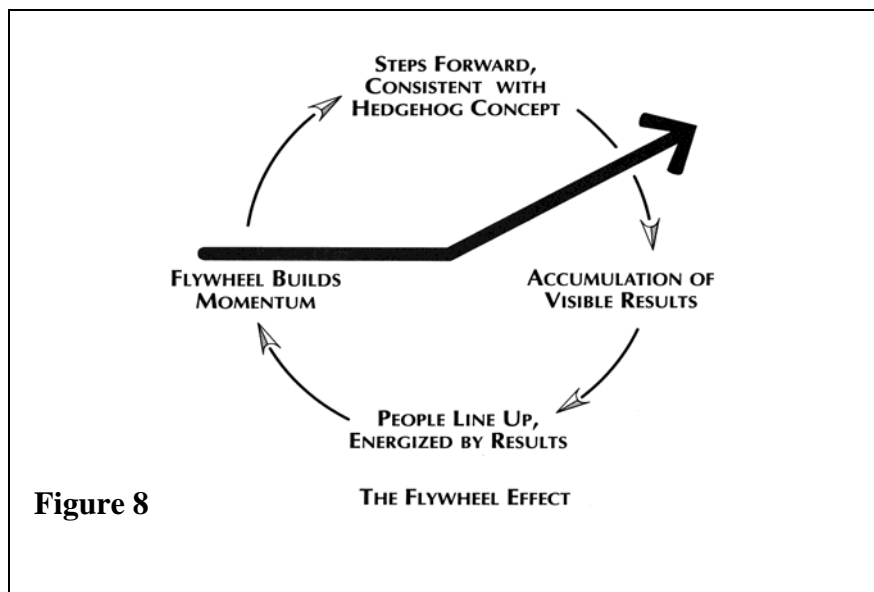 STEPS FORWARD,
CONSISTENT WITH
HEDGEHOG CONCEPT
FLYWHEEL BUILDS
MOMENTUM
ACCUMULATION OF
VISIBLE RESULTS
PEOPLE LINE UP,
ENERGIZED BY RESULTS
Figure 8
THE FLYWHEEL EFFECT